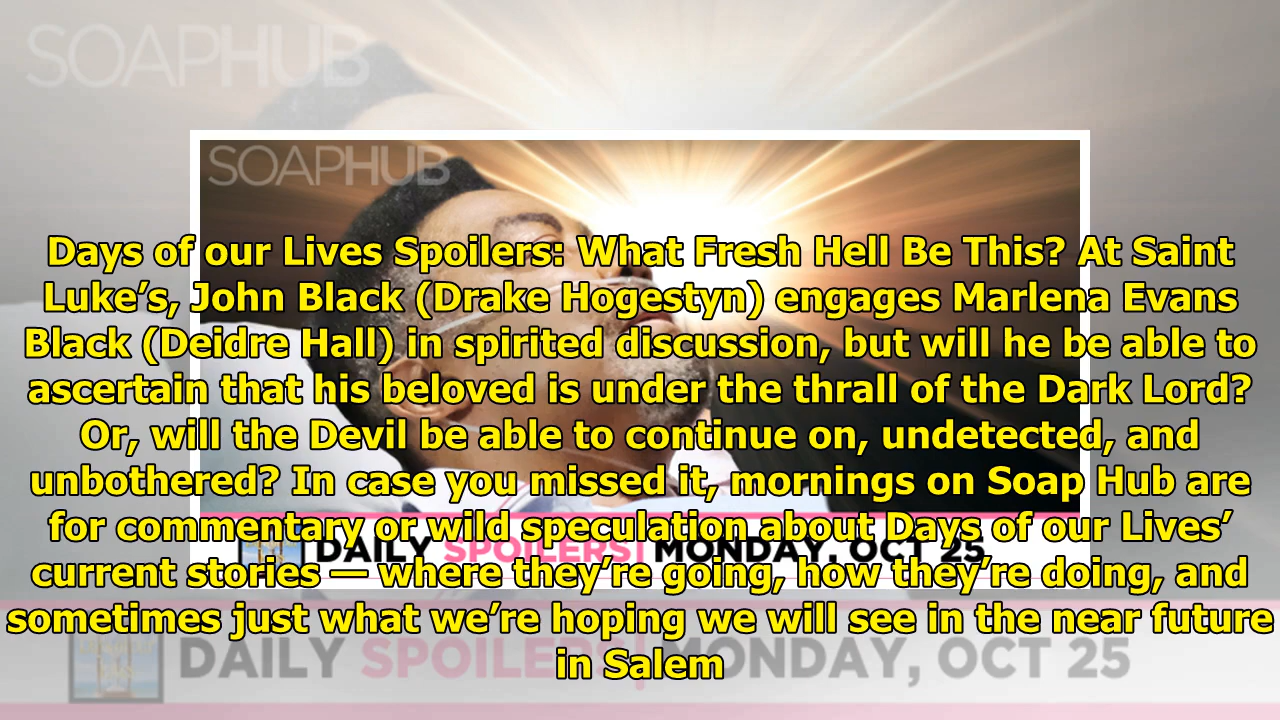 SOAPHUB
SOAPHUB
Days of our Lives Spoilers: What Fresh Hell Be This? At Saint
Luke’s, John Black (Drake Hogestyn) engages Marlena Evans
Black (Deidre Hall) in spirited discussion, but will he be able to
ascertain that his beloved is under the thrall of the Dark Lord?
Or, will the Devil be able to continue on, undetected, and
unbothered? In case you missed it, mornings on Soap Hub are
for commentary or wild speculation about Days of our Lives’
current stories — where they’re going, how they’re doing, and
sometimes just what we’re hoping we will see in the near future
in Salem
DAILY SPOILERS! MONDAY, OCT 25
DAILY SPOILERS! MONDAY, OCT 25